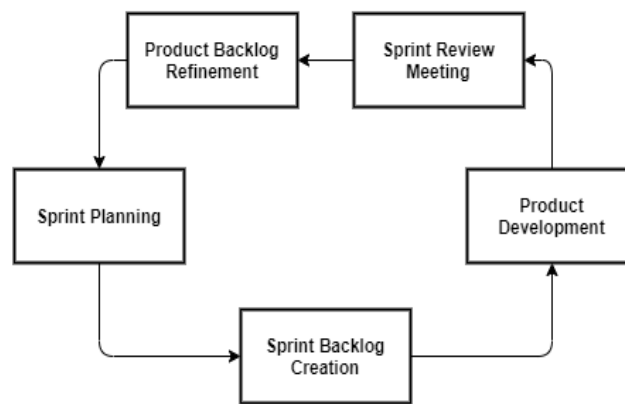 Product Backlog
Refinement
Sprint Review
Meeting
Sprint Planning
Product
Development
Sprint Backlog
Creation